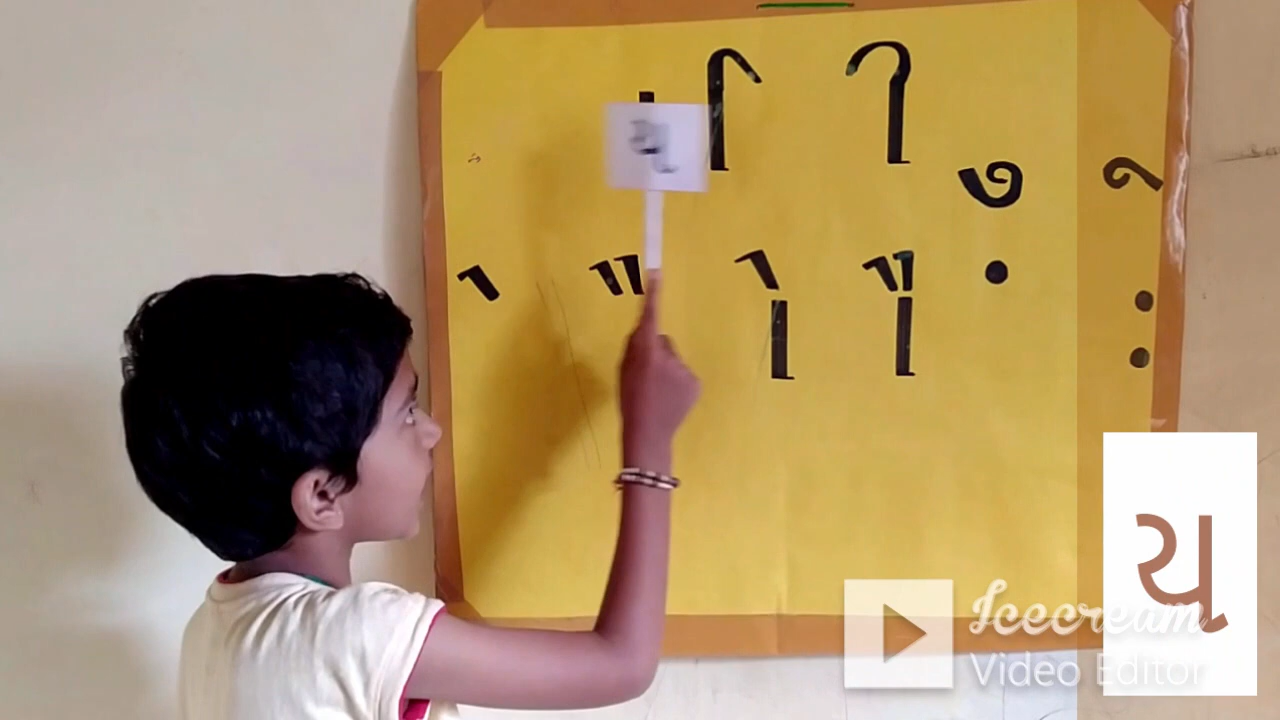 ા િ ી ુ ૂ
ે ૈ ો ૌ ં ઃ
ય
Icecream
Video Editor